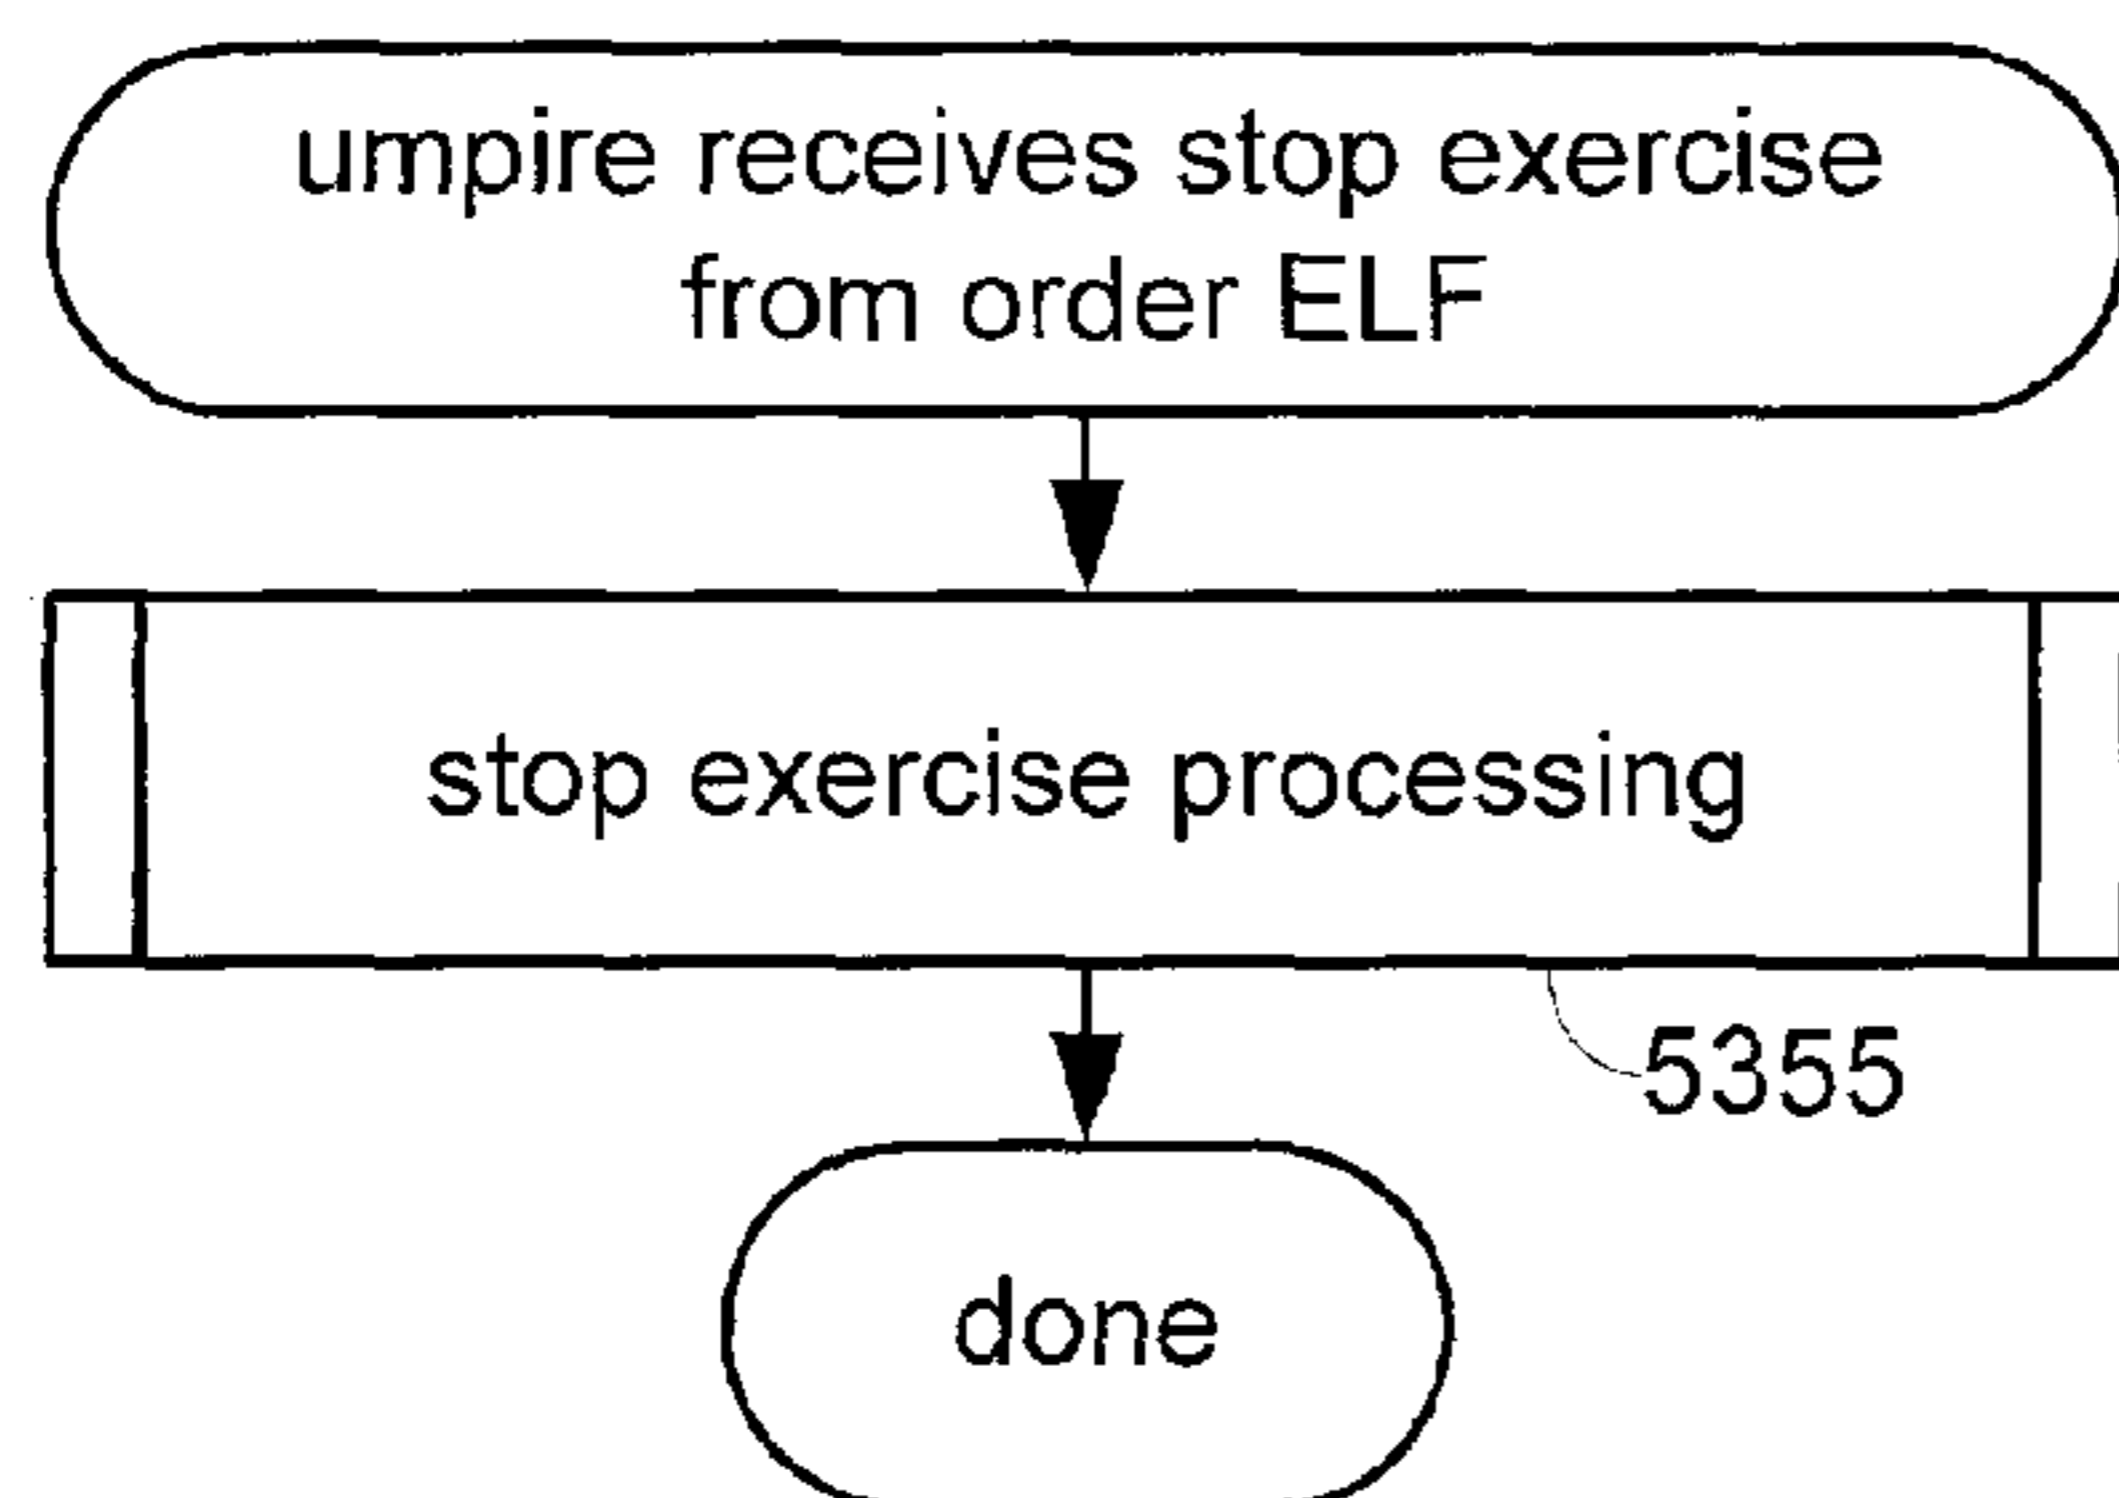 umpire receives stop exercise
from order ELF
stop exercise processing
5355
done